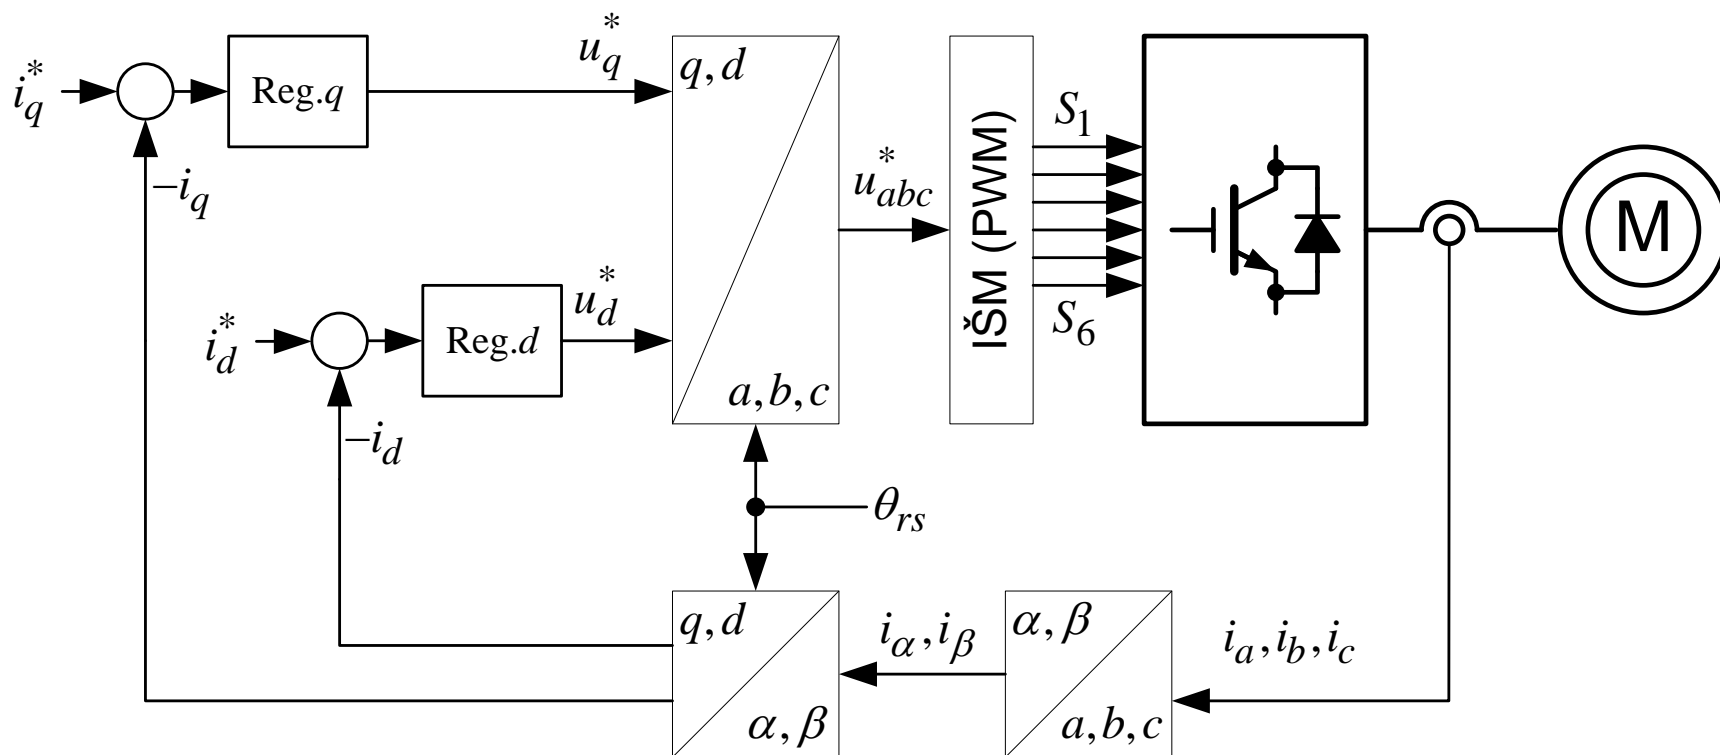 i_q^*
Reg.q
u_q^*
q,d
a,b,c
−i_q
i_d^*
Reg.d
u_d^*
−i_d
u_abc^*
IŠM (PWM)
S_1
S_6
M
θ_rs
q,d
α,β
i_α,i_β
α,β
a,b,c
i_a,i_b,i_c